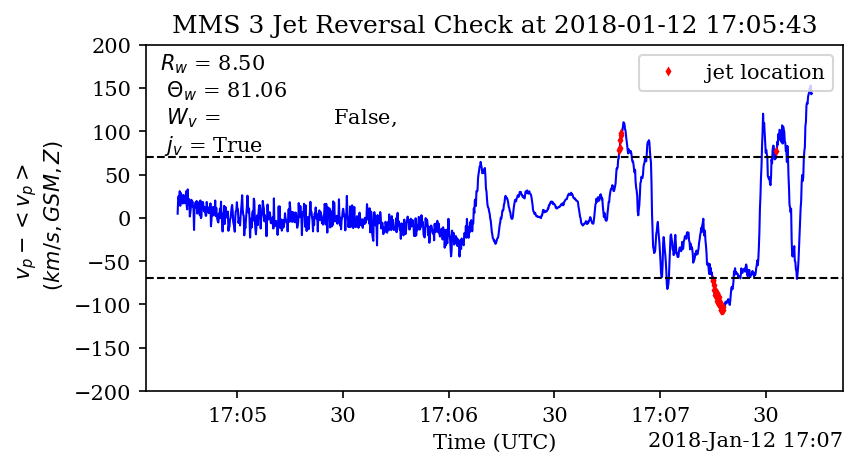 MMS 3 Jet Reversal Check at 2018-01-12 17:05:43
R_w = 8.50
Θ_w = 81.06
W_v = False,
j_v = True
jet location
200
150
100
50
0
−50
−100
−150
−200
v_p − < v_p >
(km/s, GSM, Z)
17:05 30 17:06 30 17:07 30
Time (UTC) 2018-Jan-12 17:07